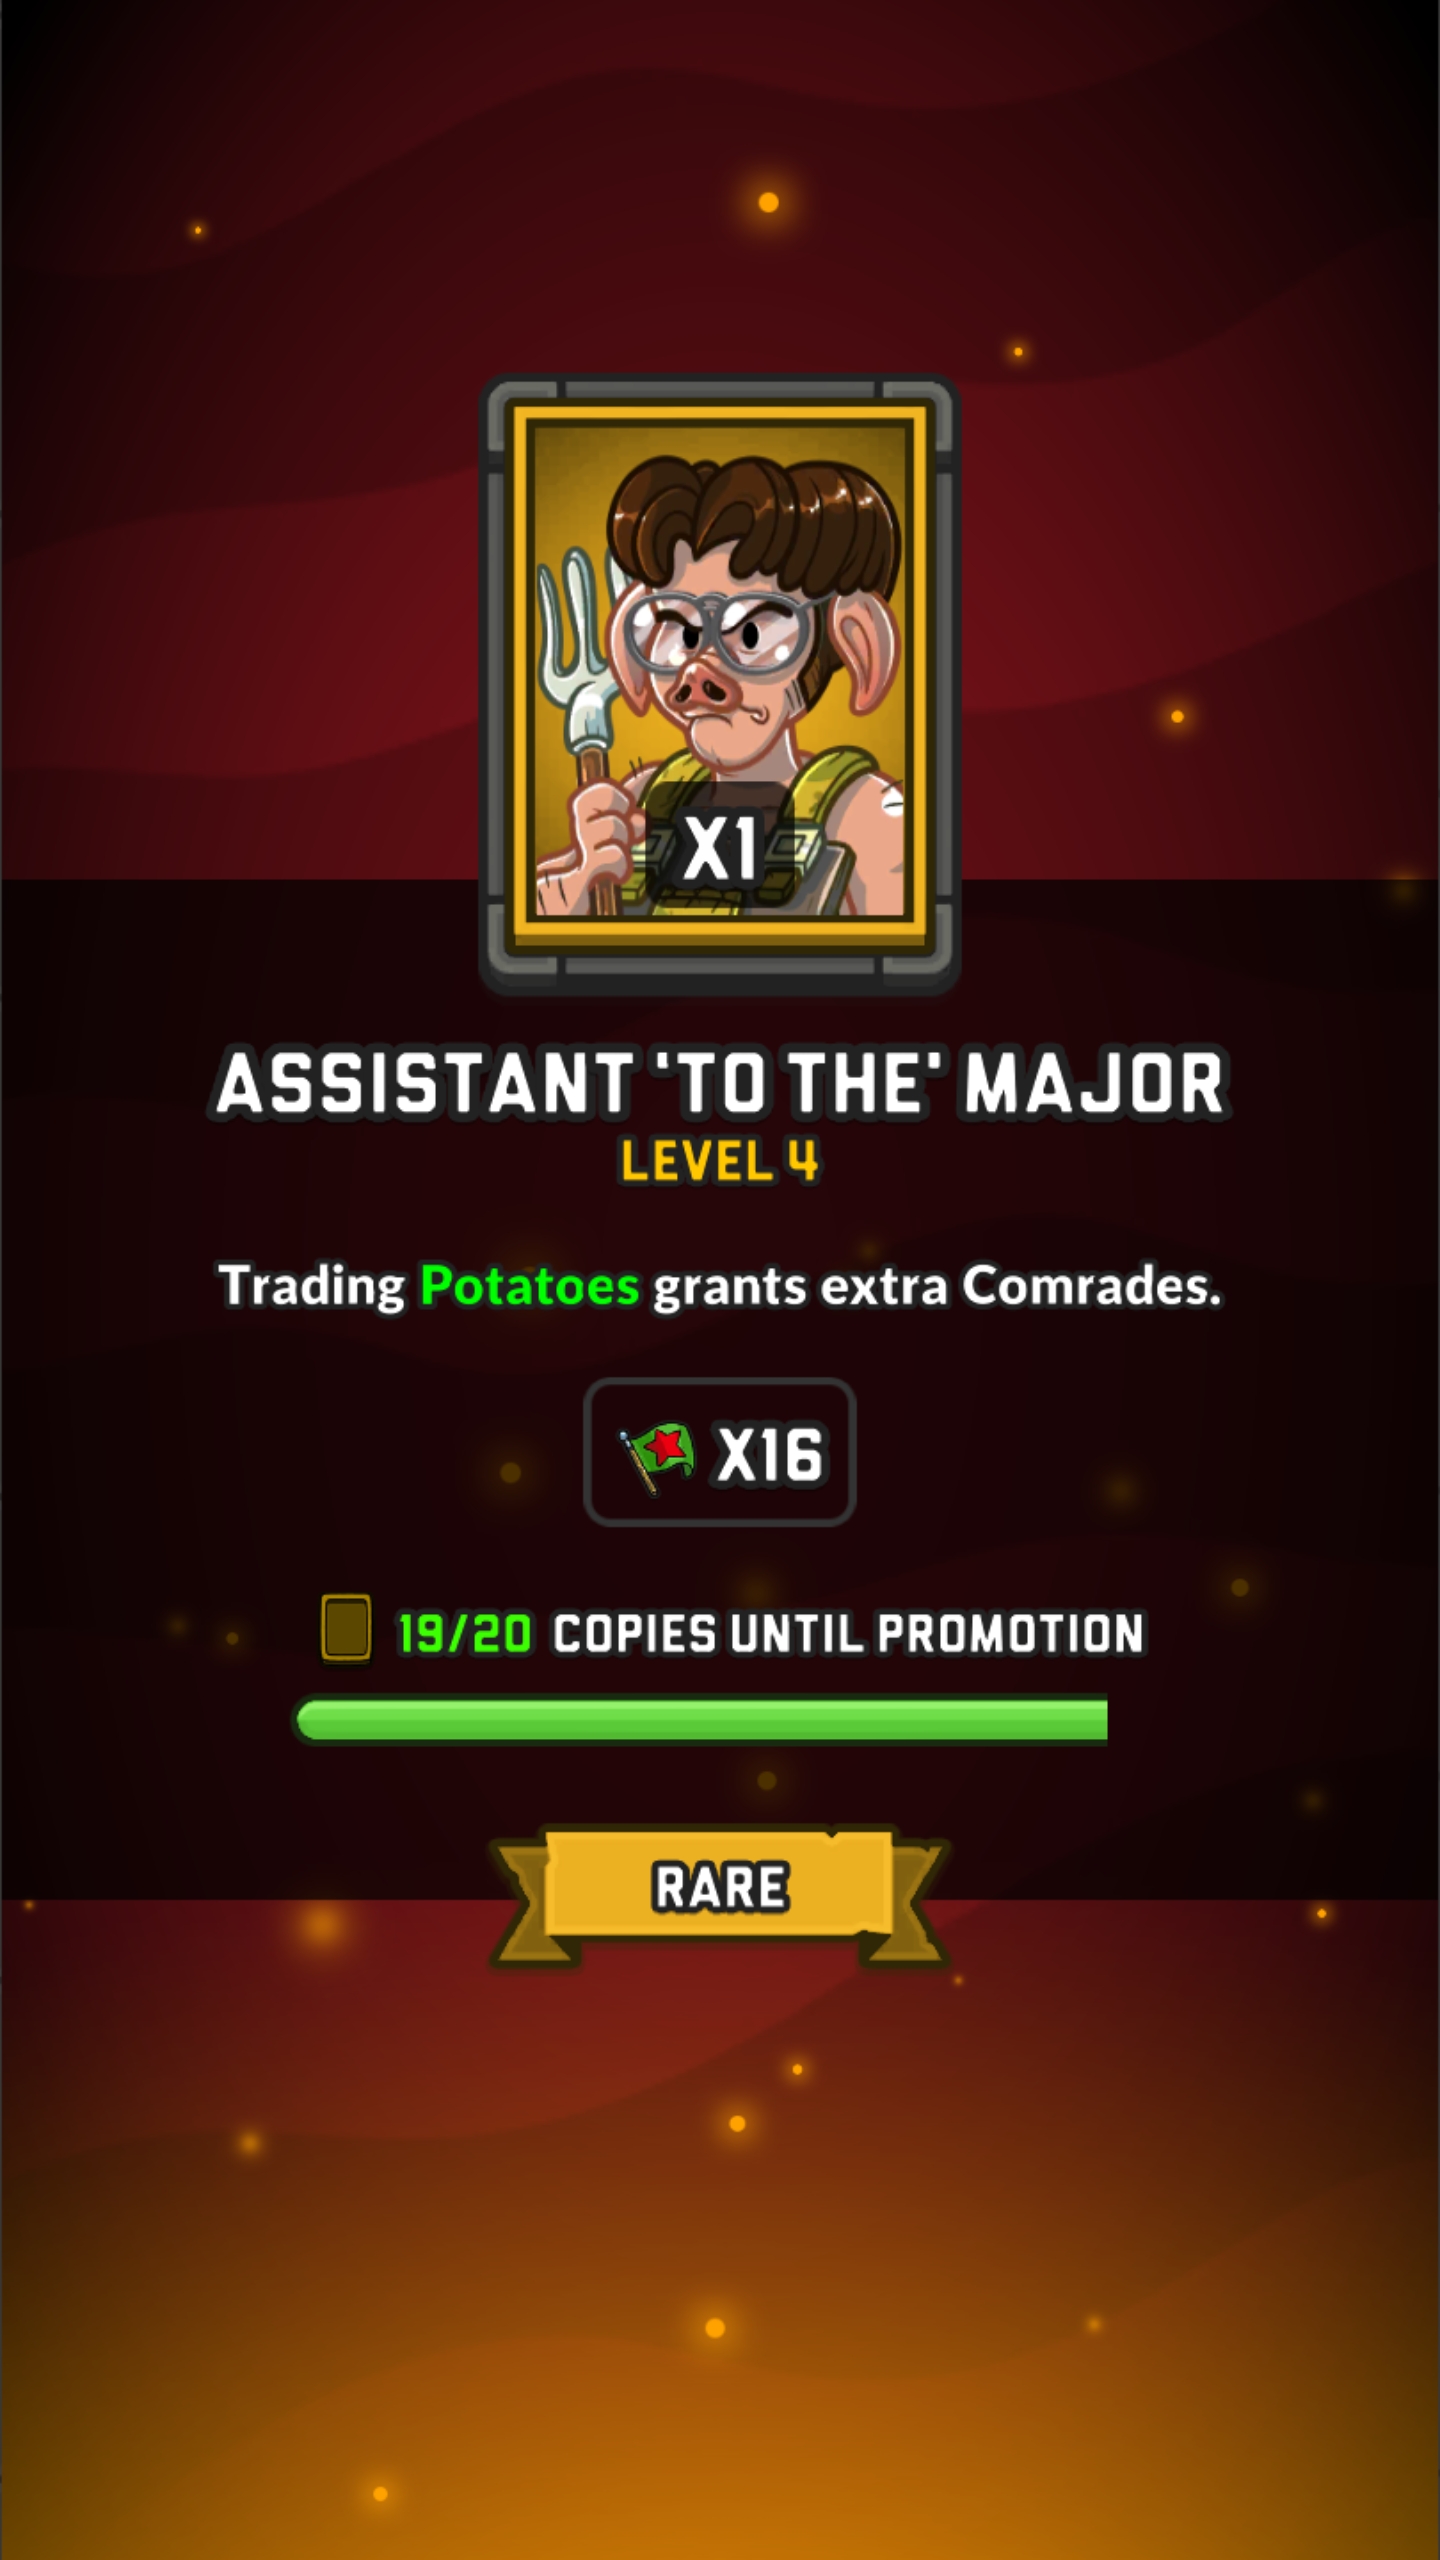 X1
ASSISTANT 'TO THE' MAJOR
LEVEL 4
Trading Potatoes grants extra Comrades.
X16
19/20 COPIES UNTIL PROMOTION
RARE